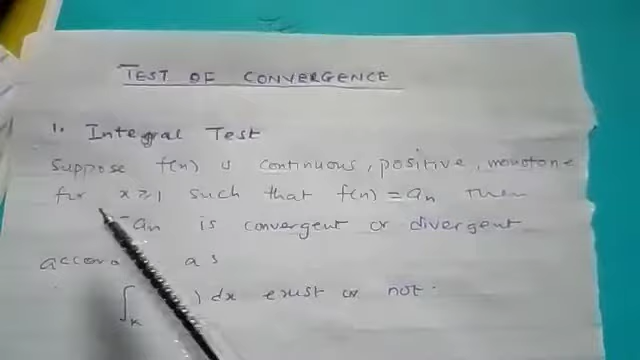 TEST OF CONVERGENCE
1. Integral Test
Suppose f(n) is continuous, positive, monotone
for x ≥ 1 such that f(n) = an Then
an is convergent or divergent
accord as
∫k ) dx exist or not.